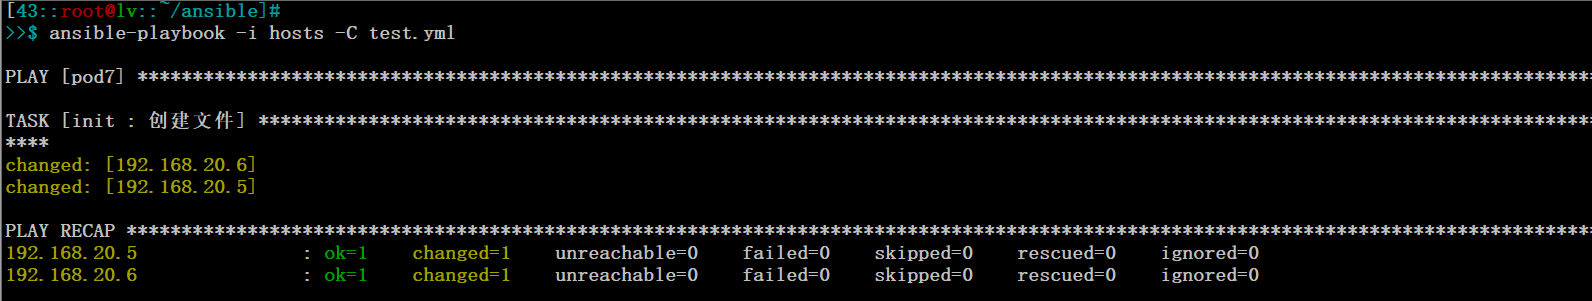 [43::root@lv::~/ansible]#
>>$ ansible-playbook -i hosts -C test.yml
PLAY [pod7] ************************************************************************************************************************************
TASK [init : 创建文件] *************************************************************************************************************************
****
changed: [192.168.20.6]
changed: [192.168.20.5]
PLAY RECAP *************************************************************************************************************************************
192.168.20.5 : ok=1 changed=1 unreachable=0 failed=0 skipped=0 rescued=0 ignored=0
192.168.20.6 : ok=1 changed=1 unreachable=0 failed=0 skipped=0 rescued=0 ignored=0